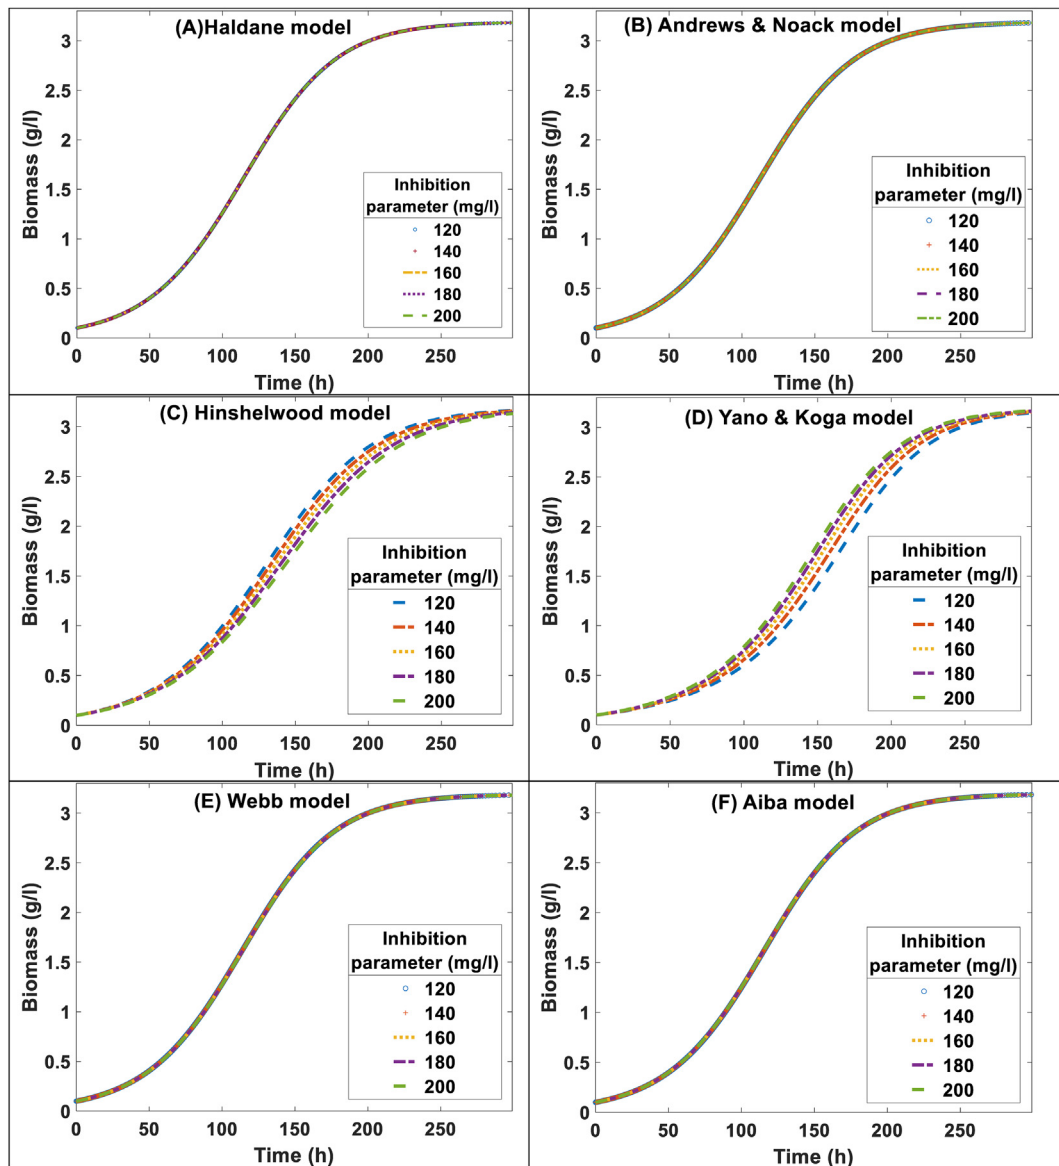 (A)Haldane model
Biomass (g/l)
3
2.5
2
1.5
1
0.5
0
Inhibition
parameter (mg/l)
120
140
160
180
200
0 50 100 150 200 250
Time (h)
(B) Andrews & Noack model
Biomass (g/l)
3
2.5
2
1.5
1
0.5
0
Inhibition
parameter (mg/l)
120
140
160
180
200
0 50 100 150 200 250
Time (h)
(C) Hinshelwood model
Biomass (g/l)
3
2.5
2
1.5
1
0.5
0
Inhibition
parameter (mg/l)
120
140
160
180
200
0 50 100 150 200 250
Time (h)
(D) Yano & Koga model
Biomass (g/l)
3
2.5
2
1.5
1
0.5
0
Inhibition
parameter (mg/l)
120
140
160
180
200
0 50 100 150 200 250
Time (h)
(E) Webb model
Biomass (g/l)
3
2.5
2
1.5
1
0.5
0
Inhibition
parameter (mg/l)
120
140
160
180
200
0 50 100 150 200 250
Time (h)
(F) Aiba model
Biomass (g/l)
3
2.5
2
1.5
1
0.5
0
Inhibition
parameter (mg/l)
120
140
160
180
200
0 50 100 150 200 250
Time (h)